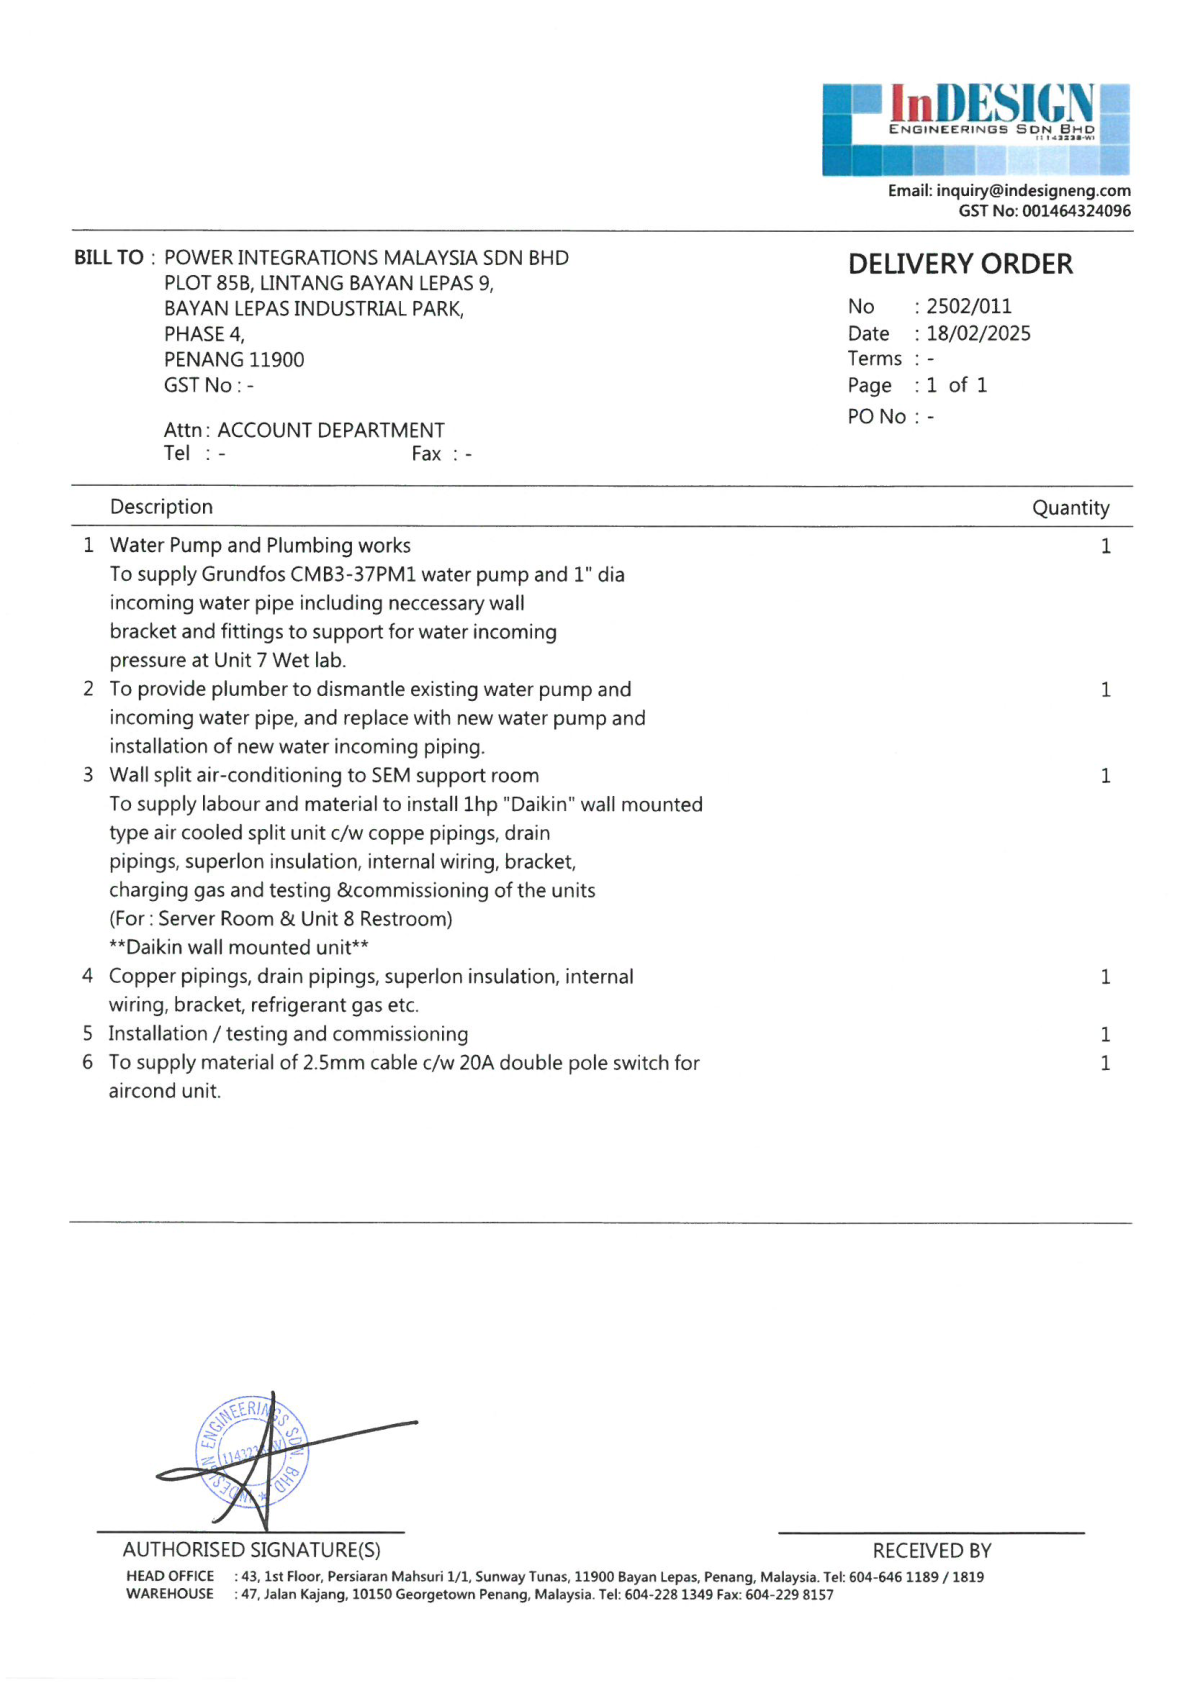 InDESIGN
ENGINEERINGS SDN BHD
(1143238-W)
Email: inquiry@indesigneng.com
GST No: 001464324096
BILL TO : POWER INTEGRATIONS MALAYSIA SDN BHD
PLOT 85B, LINTANG BAYAN LEPAS 9,
BAYAN LEPAS INDUSTRIAL PARK,
PHASE 4,
PENANG 11900
GST No : -
Attn : ACCOUNT DEPARTMENT
Tel : - Fax : -
DELIVERY ORDER
No : 2502/011
Date : 18/02/2025
Terms : -
Page : 1 of 1
PO No : -
Description Quantity
1 Water Pump and Plumbing works 1
To supply Grundfos CMB3-37PM1 water pump and 1" dia
incoming water pipe including neccessary wall
bracket and fittings to support for water incoming
pressure at Unit 7 Wet lab.
2 To provide plumber to dismantle existing water pump and 1
incoming water pipe, and replace with new water pump and
installation of new water incoming piping.
3 Wall split air-conditioning to SEM support room 1
To supply labour and material to install 1hp "Daikin" wall mounted
type air cooled split unit c/w coppe pipings, drain
pipings, superlon insulation, internal wiring, bracket,
charging gas and testing &commissioning of the units
(For : Server Room & Unit 8 Restroom)
**Daikin wall mounted unit**
4 Copper pipings, drain pipings, superlon insulation, internal 1
wiring, bracket, refrigerant gas etc.
5 Installation / testing and commissioning 1
6 To supply material of 2.5mm cable c/w 20A double pole switch for 1
aircond unit.
INDESIGN ENGINEERINGS SDN. BHD.
AUTHORISED SIGNATURE(S) RECEIVED BY
HEAD OFFICE : 43, 1st Floor, Persiaran Mahsuri 1/1, Sunway Tunas, 11900 Bayan Lepas, Penang, Malaysia. Tel: 604-646 1189 / 1819
WAREHOUSE : 47, Jalan Kajang, 10150 Georgetown Penang, Malaysia. Tel: 604-228 1349 Fax: 604-229 8157